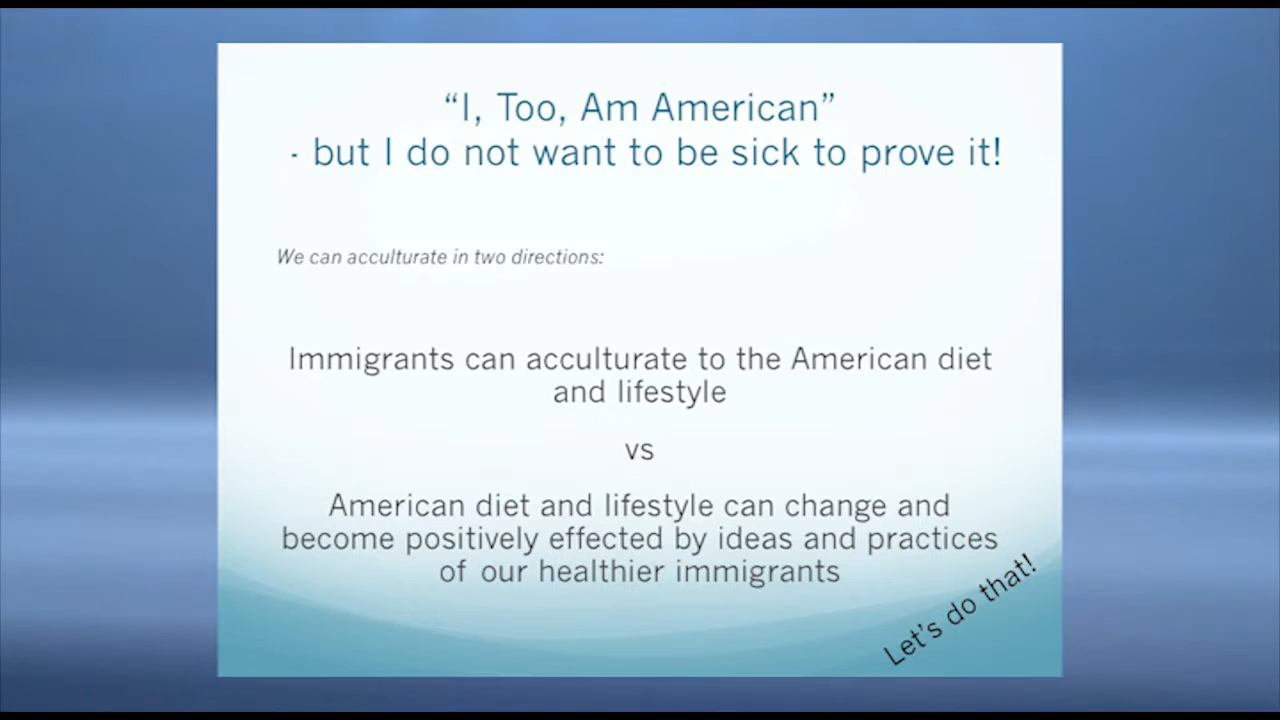 “I, Too, Am American”
- but I do not want to be sick to prove it!
We can acculturate in two directions:
Immigrants can acculturate to the American diet
and lifestyle
vs
American diet and lifestyle can change and
become positively effected by ideas and practices
of our healthier immigrants
Let’s do that!